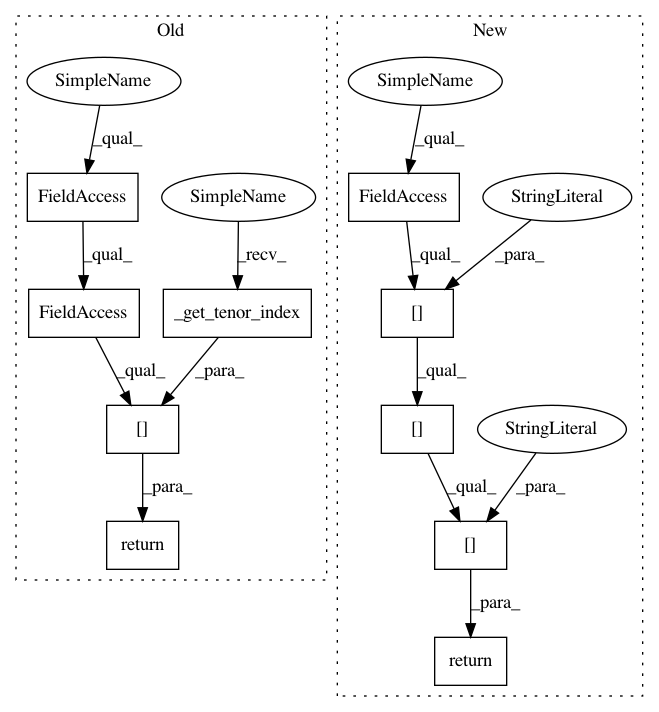 Old
New
SimpleName
SimpleName
_qual_
_qual_
FieldAccess
SimpleName
FieldAccess
StringLiteral
_qual_
_recv_
_qual_
_para_
FieldAccess
_get_tenor_index
[]
_qual_
_para_
_qual_
[]
[]
StringLiteral
_para_
_qual_
_para_
return
[]
_para_
return